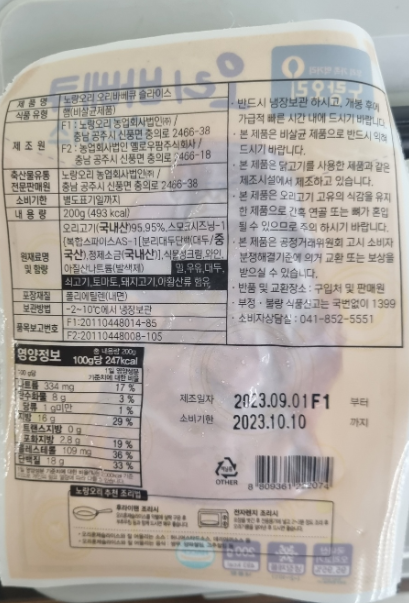 노랑오리
제 품 명 노랑오리 오리바베큐 슬라이스
식품 유형 햄(비살균제품)
제 조 원 F1 : 노랑오리 농업회사법인㈜ /
충남 공주시 신풍면 충의로 2466-38
F2 : 농업회사법인 옐로우팜주식회사 /
충남 공주시 신풍면 충의로 2466-18
축산물유통전문판매원 노랑오리 농업회사법인㈜ /
충남 공주시 신풍면 충의로 2466-38
소비기한 별도표기일까지
내 용 량 200g (493 kcal)
원재료명 및 함량 오리고기(국내산)95.95%, 스모크시즈닝-1
[복합스파이스AS-1[분리대두단백(대두/중
국산), 정제소금(국내산)], 식물성크림, 와인,
아질산나트륨(발색제) 밀,우유,대두,
쇠고기,토마토,돼지고기,아황산류 함유
포장재질 폴리에틸렌(내면)
보관방법 -2~10℃에서 냉장보관
품목보고번호 F1:20110448014-85
F2:20110448008-105
· 반드시 냉장보관 하시고, 개봉 후에
가급적 빠른 시간 내에 드시기 바랍니다.
· 본 제품은 비살균 제품으로 반드시 익혀
드시기 바랍니다.
· 본 제품은 닭고기를 사용한 제품과 같은
제조시설에서 제조하고 있습니다.
· 본 제품은 오리고기 고유의 식감을 유지
한 제품으로 간혹 연골 또는 뼈가 혼입
될 수 있으므로 주의 하시기 바랍니다.
· 본 제품은 공정거래위원회 고시 소비자
분쟁해결기준에 의거 교환 또는 보상을
받으실 수 있습니다.
· 반품 및 교환장소 : 구입처 및 판매원
· 부정 · 불량 식품신고는 국번없이 1399
· 소비자상담실 : 041-852-5551
영양정보 총 내용량 200g
100g당 247kcal
100g당 1일 영양성분 기준치에 대한 비율
나트륨 334 mg 17 %
탄수화물 8 g 3 %
당류 1 g미만 1 %
지방 16 g 29 %
트랜스지방 0 g
포화지방 2.8 g 19 %
콜레스테롤 109 mg 36 %
단백질 18 g 33 %
제조일자 2023.09.01 F1 부터
소비기한 2023.10.10 까지
OTHER
노랑오리 추천 조리법
후라이팬 조리시
전자레인지 조리시